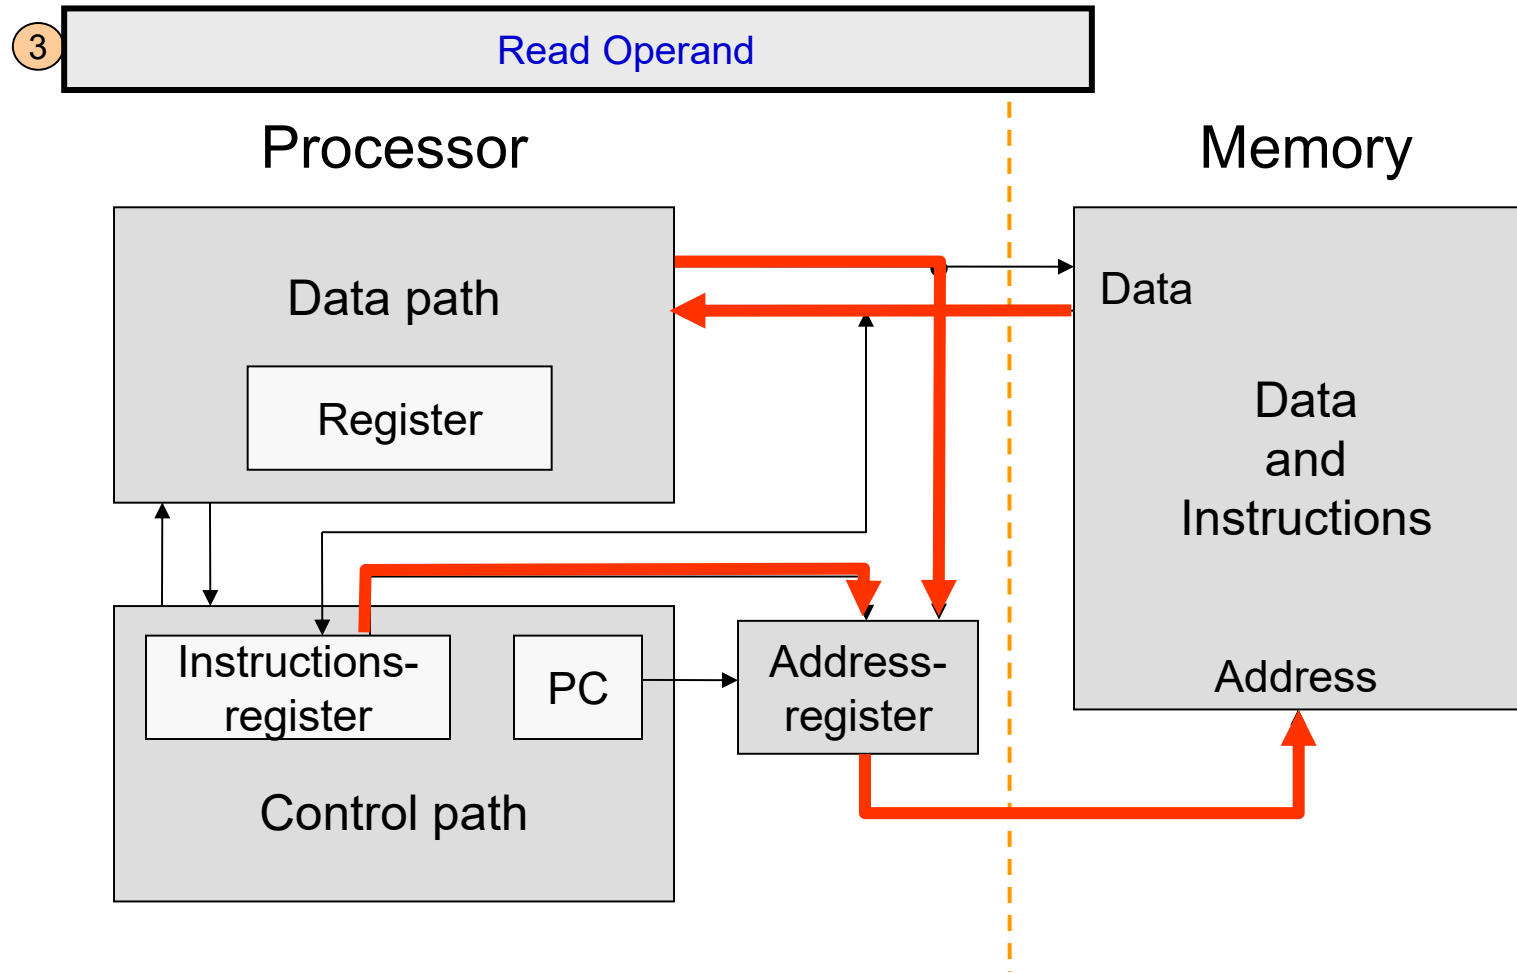 3
Read Operand
Processor
Memory
Data path
Register
Data
Data
and
Instructions
Address
Instructions-
register
PC
Address-
register
Control path